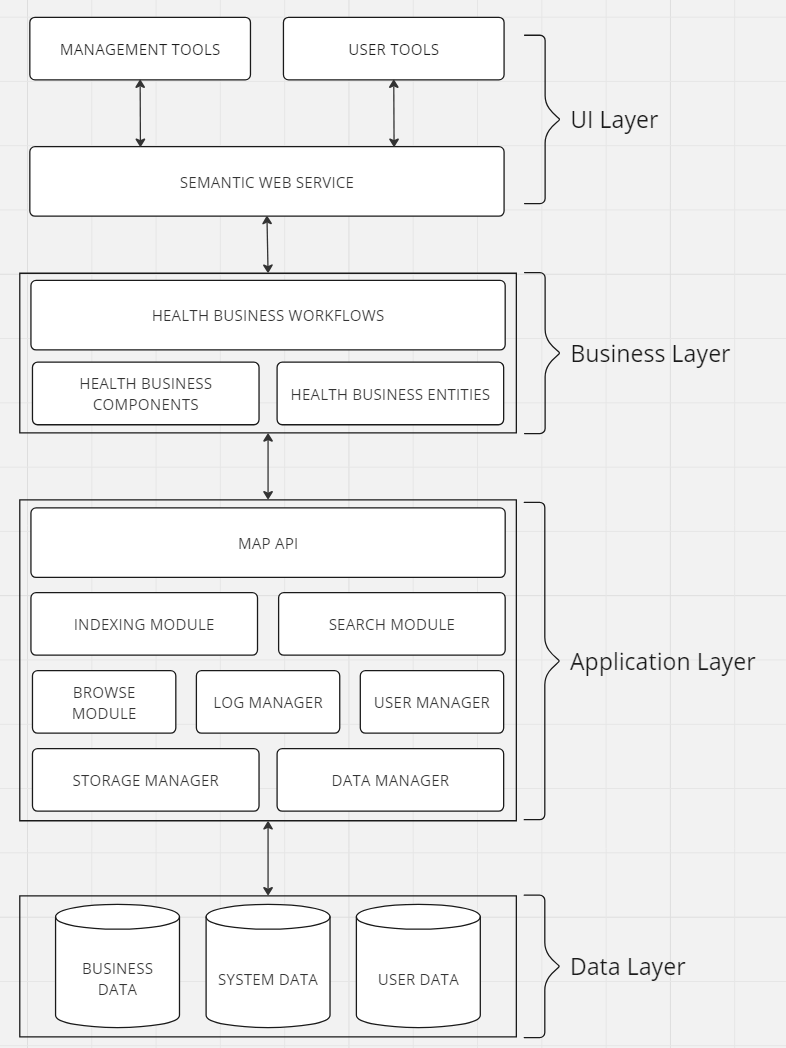 MANAGEMENT TOOLS
USER TOOLS
UI Layer
SEMANTIC WEB SERVICE
HEALTH BUSINESS WORKFLOWS
Business Layer
HEALTH BUSINESS
COMPONENTS
HEALTH BUSINESS ENTITIES
MAP API
INDEXING MODULE
SEARCH MODULE
Application Layer
BROWSE
MODULE
LOG MANAGER
USER MANAGER
STORAGE MANAGER
DATA MANAGER
BUSINESS
DATA
SYSTEM DATA
USER DATA
Data Layer